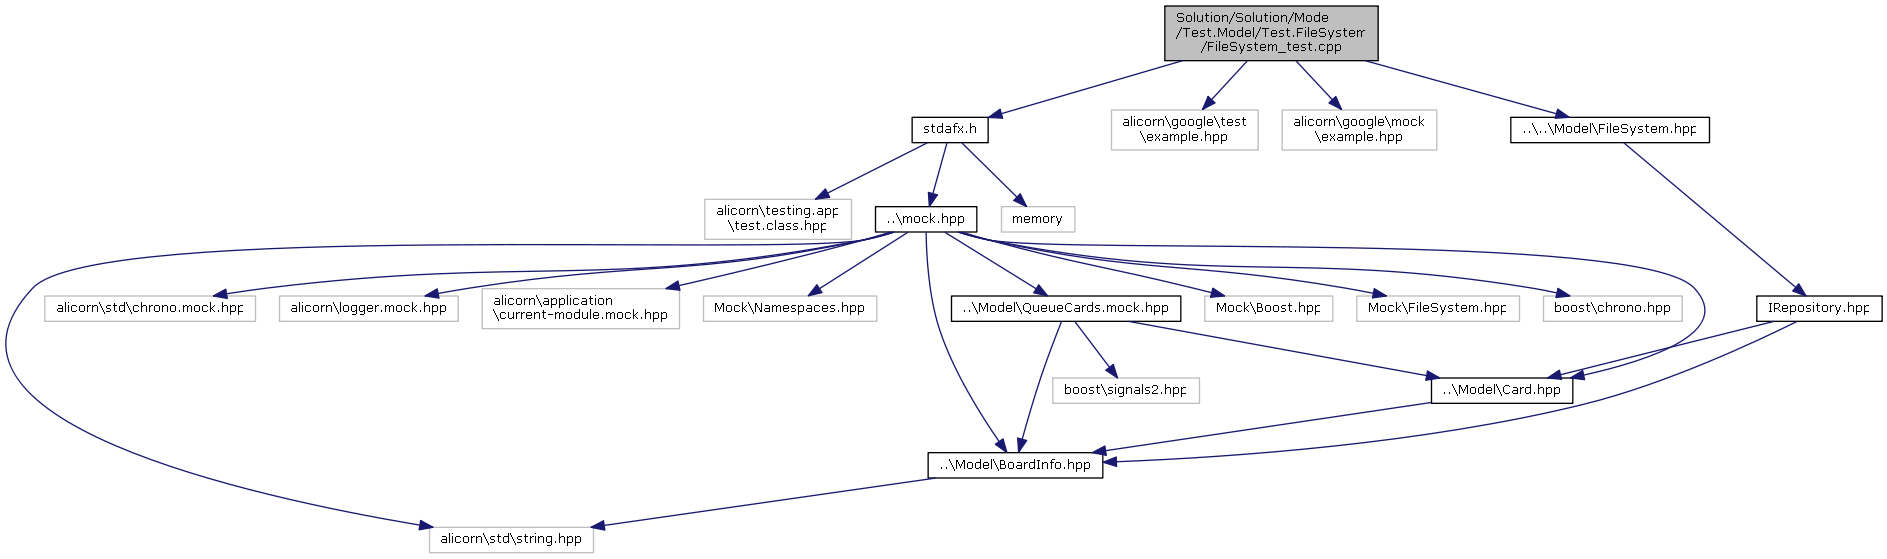 Solution/Solution/Mode
/Test.Model/Test.FileSystem
/FileSystem_test.cpp
stdafx.h
alicorn\google\test
\example.hpp
alicorn\google\mock
\example.hpp
..\..\Model\FileSystem.hpp
alicorn\testing.app
\test.class.hpp
..\mock.hpp
memory
alicorn\std\chrono.mock.hpp
alicorn\logger.mock.hpp
alicorn\application
\current-module.mock.hpp
Mock\Namespaces.hpp
..\Model\QueueCards.mock.hpp
Mock\Boost.hpp
Mock\FileSystem.hpp
boost\chrono.hpp
IRepository.hpp
boost\signals2.hpp
..\Model\Card.hpp
..\Model\BoardInfo.hpp
alicorn\std\string.hpp